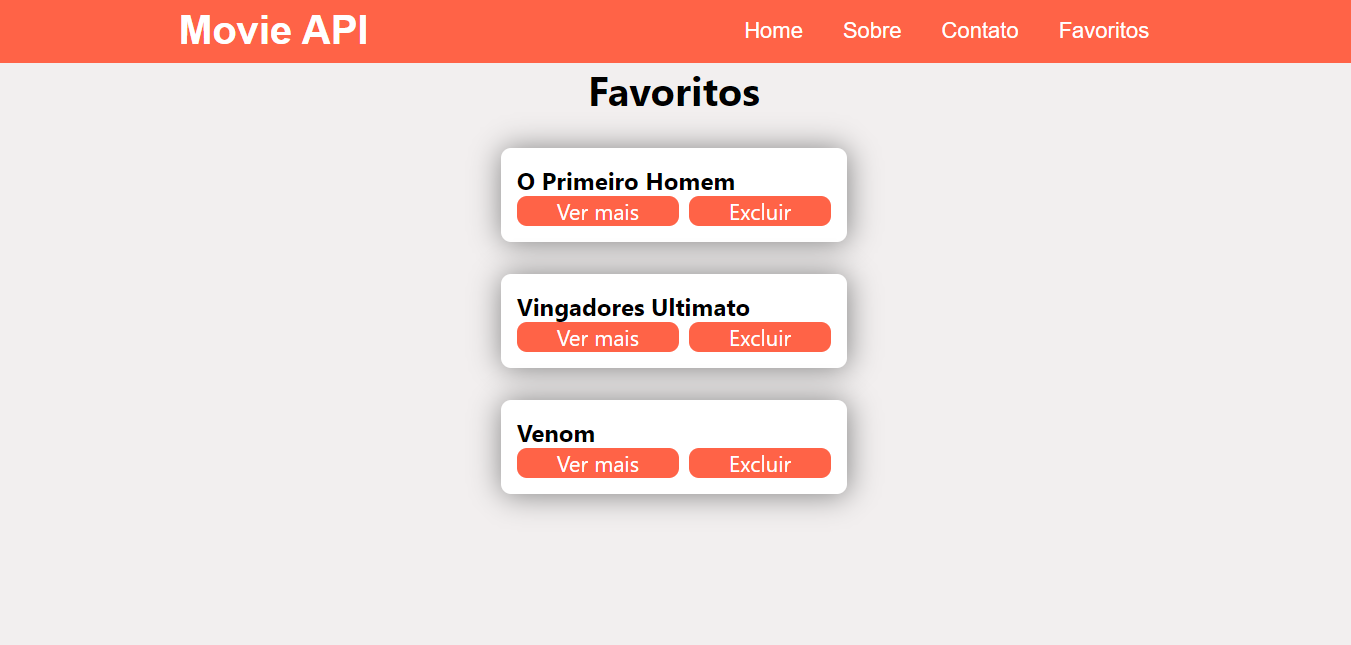 Movie API Home Sobre Contato Favoritos
Favoritos
O Primeiro Homem
Ver mais Excluir
Vingadores Ultimato
Ver mais Excluir
Venom
Ver mais Excluir